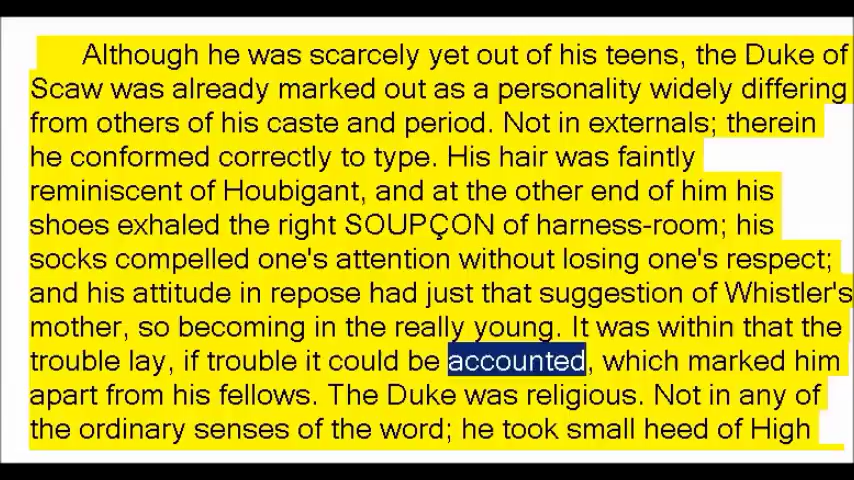 Although he was scarcely yet out of his teens, the Duke of
Scaw was already marked out as a personality widely differing
from others of his caste and period. Not in externals; therein
he conformed correctly to type. His hair was faintly
reminiscent of Houbigant, and at the other end of him his
shoes exhaled the right SOUPÇON of harness-room; his
socks compelled one's attention without losing one's respect;
and his attitude in repose had just that suggestion of Whistler's
mother, so becoming in the really young. It was within that the
trouble lay, if trouble it could be accounted, which marked him
apart from his fellows. The Duke was religious. Not in any of
the ordinary senses of the word; he took small heed of High